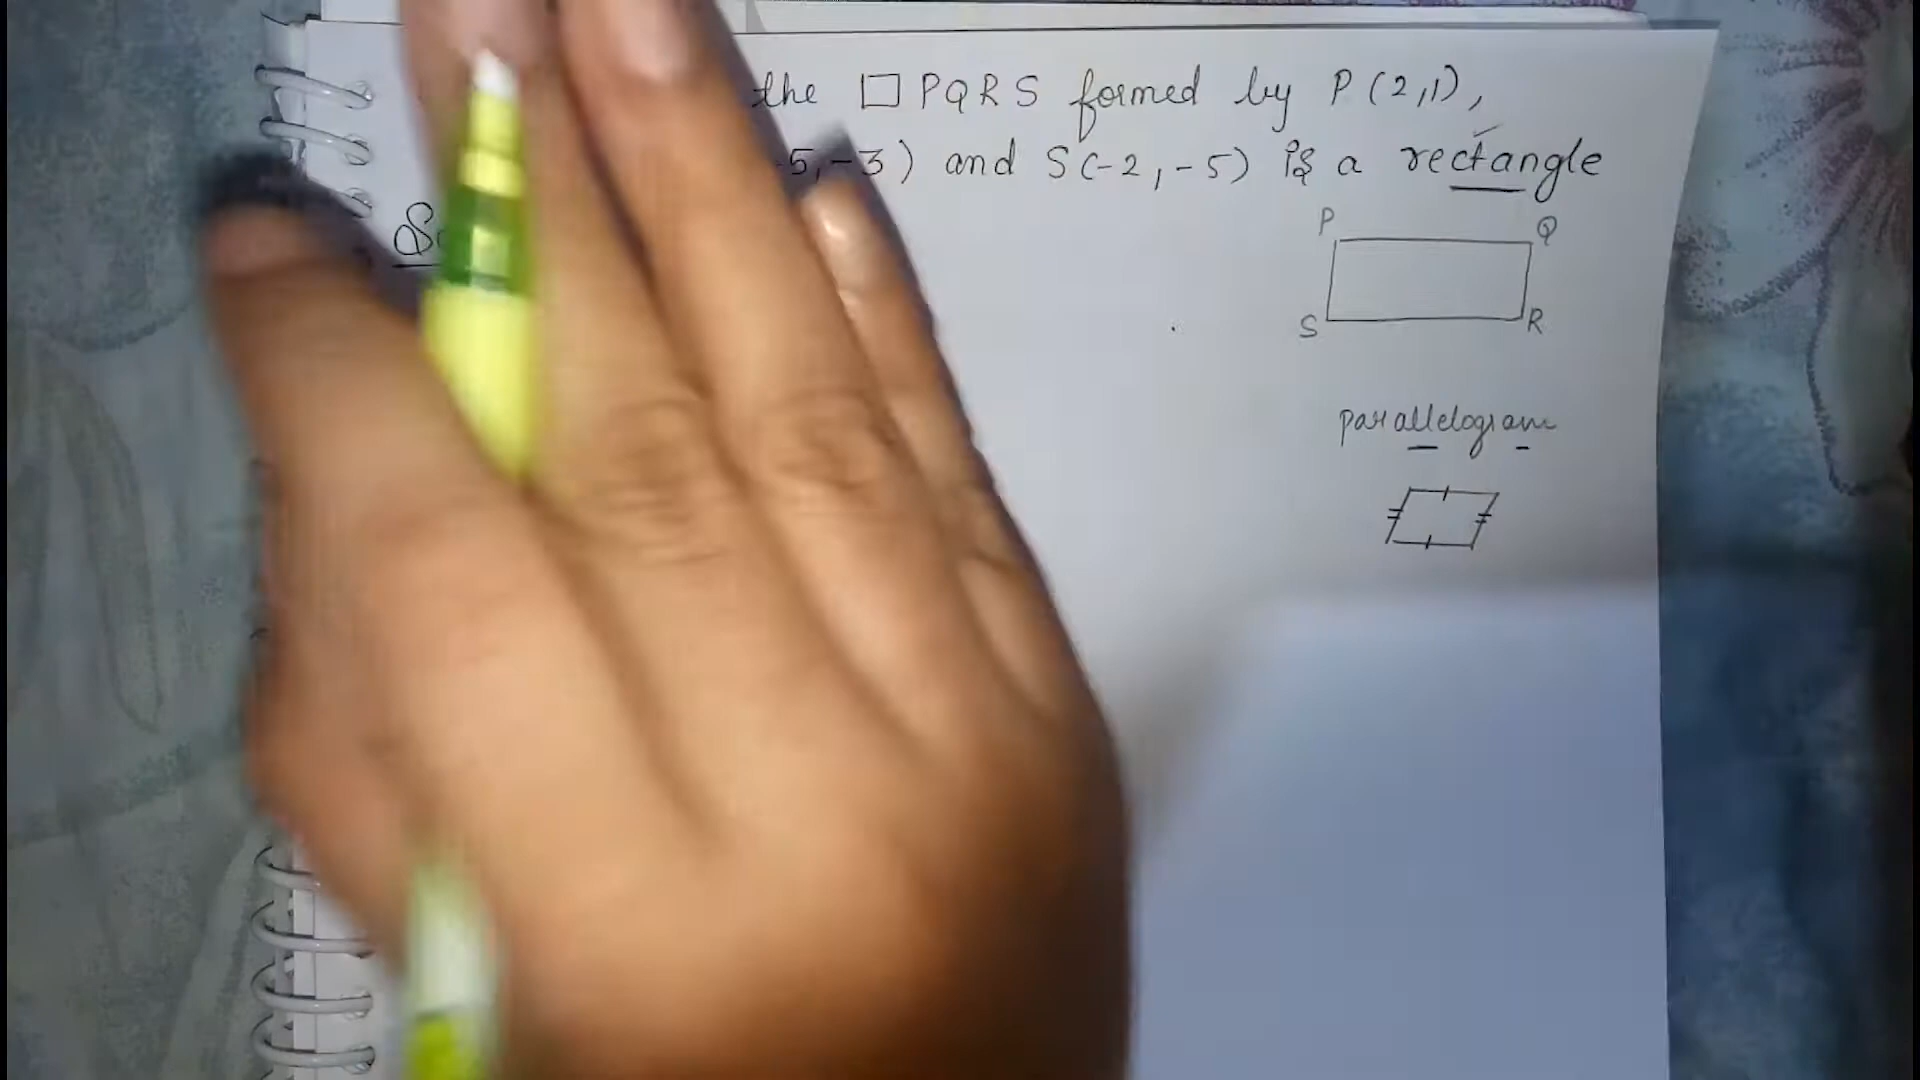 the □ PQRS formed by P(2,1),
5,-3) and S(-2,-5) is a rectangle
P
Q
S
R
parallelogram